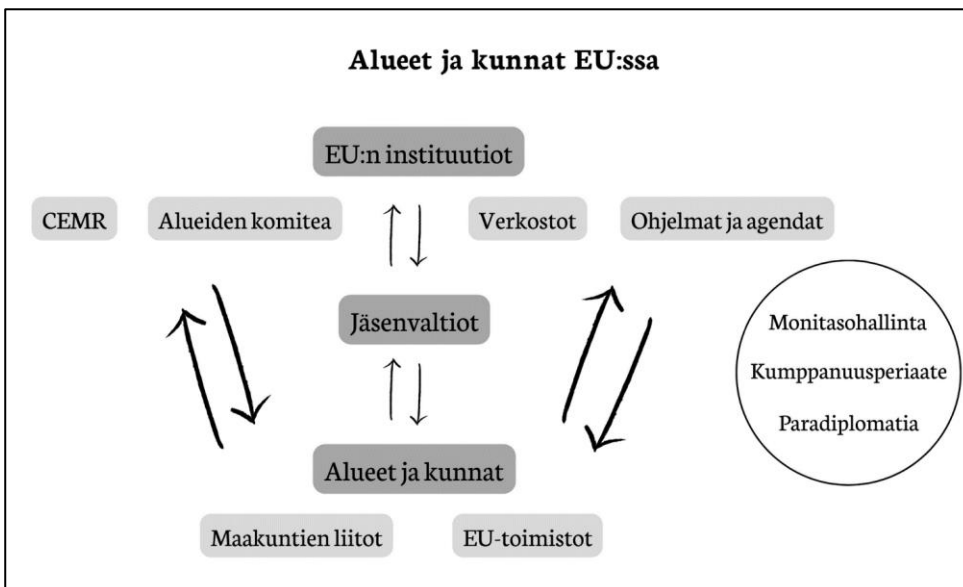 Alueet ja kunnat EU:ssa
EU:n instituutiot
CEMR
Alueiden komitea
Verkostot
Ohjelmat ja agendat
Jäsenvaltiot
Monitasohallinta
Kumppanuusperiaate
Paradiplomatia
Alueet ja kunnat
Maakuntien liitot
EU-toimistot